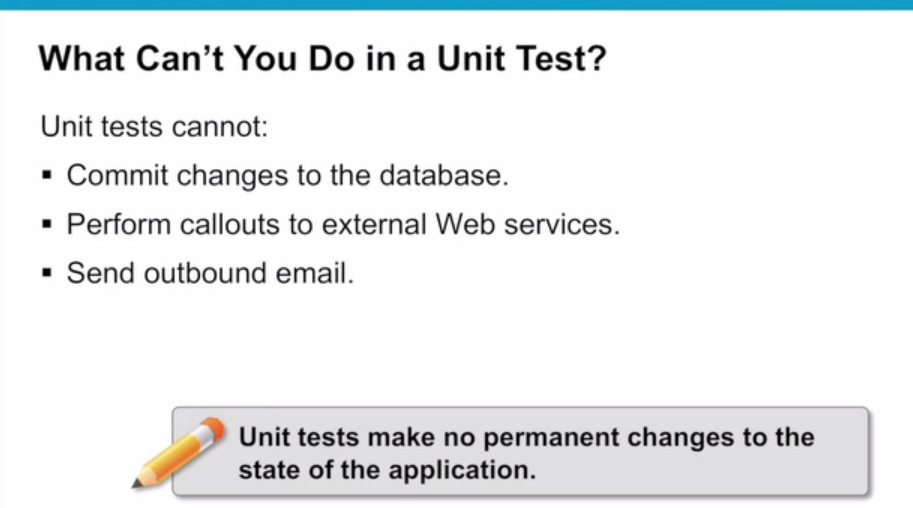 What Can't You Do in a Unit Test?
Unit tests cannot:
▪ Commit changes to the database.
▪ Perform callouts to external Web services.
▪ Send outbound email.
Unit tests make no permanent changes to the
state of the application.